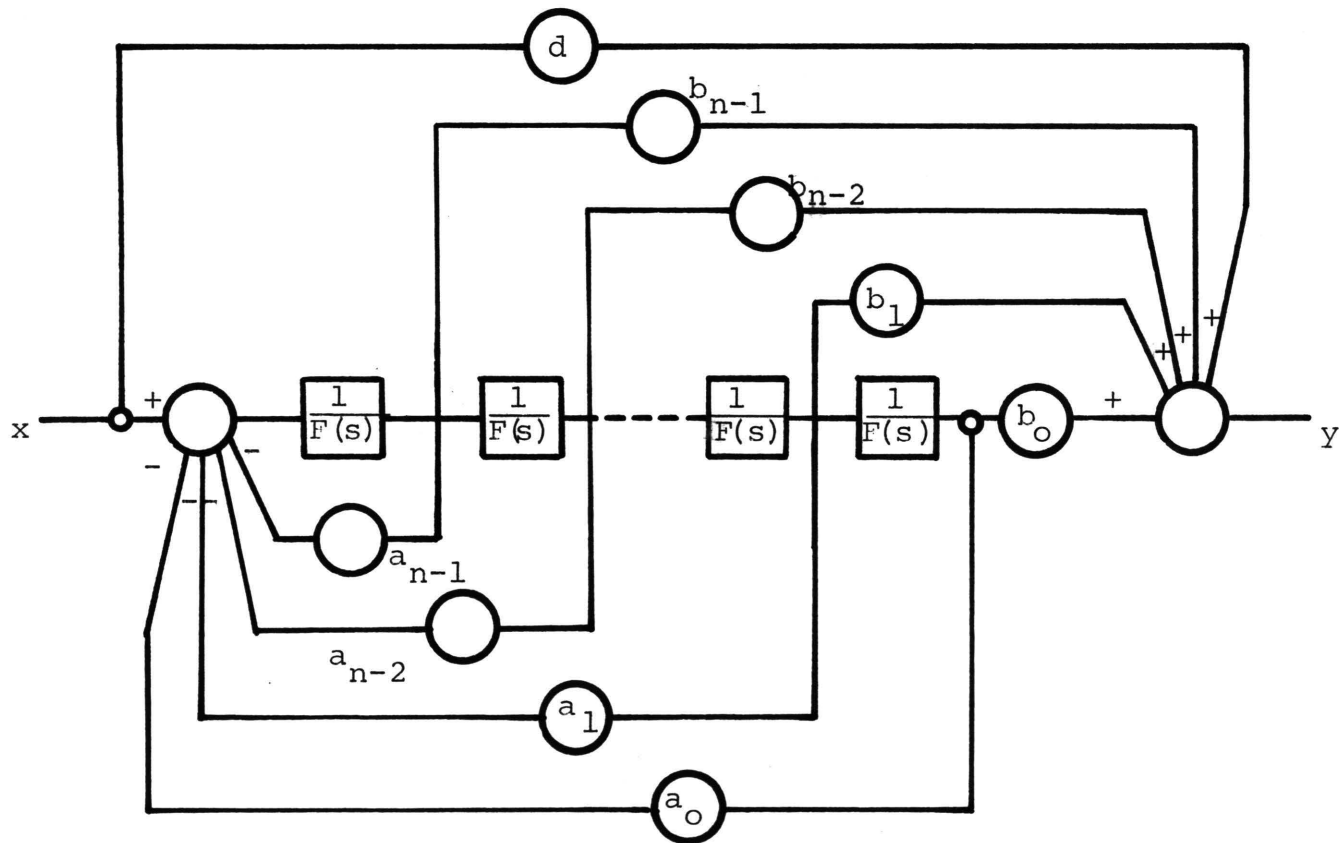 d
b n-1
b n-2
b 1
+ + +
x + 1/F(s) 1/F(s) 1/F(s) 1/F(s) b o + y
- - - -
a n-1
a n-2
a 1
a o